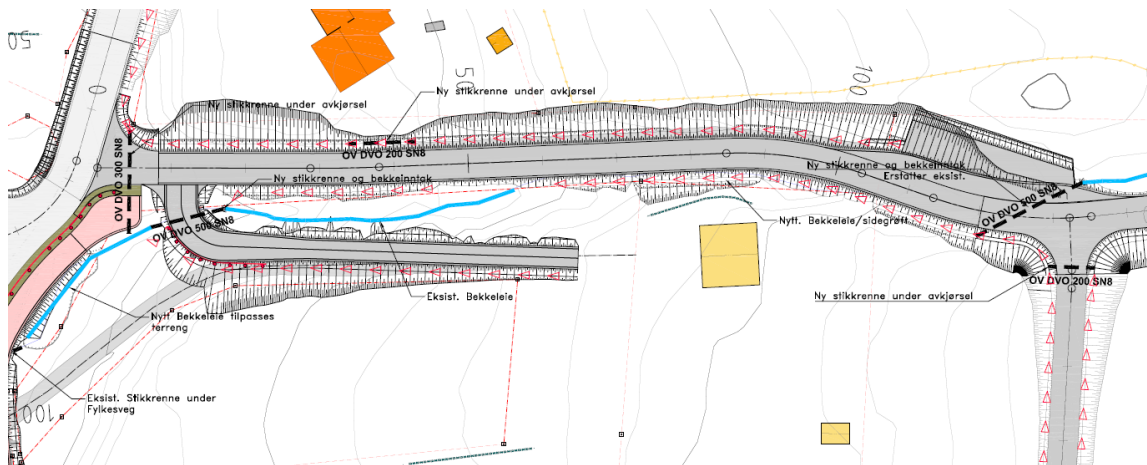 50
0
Ny stikkrenne under avkjørsel
50
Ny stikkrenne under avkjørsel
100
OV DVO 200 SN8
OV DVO 300 SN8
Ny stikkrenne og bekkeinntak
Ny stikkrenne og bekkeinntak
Erstatter eksist.
OV DVO 500 SN8
OV DVO 500 SN8
Nytt. Bekkeleie/sidegrøft
Ny stikkrenne under avkjørsel
OV DVO 200 SN8
Eksist. Bekkeleie
Nytt Bekkeleie tilpasses
terreng
Eksist. Stikkrenne under
Fylkesveg
100